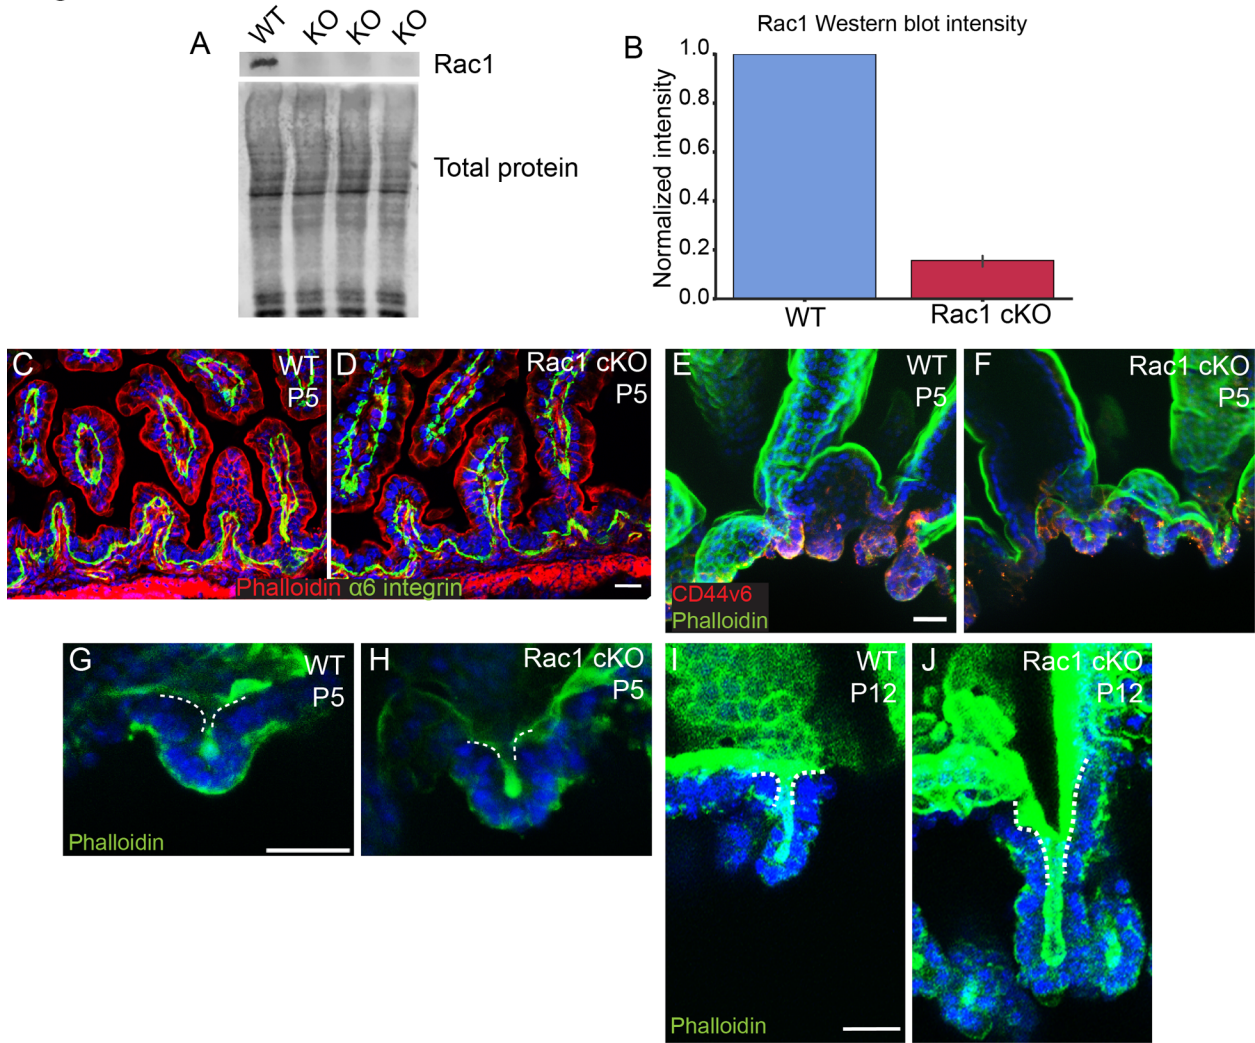 A
WT
KO
KO
KO
Rac1
Total protein
B
Rac1 Western blot intensity
Normalized intensity
1.0
0.8
0.6
0.4
0.2
0.0
WT
Rac1 cKO
C
WT
P5
D
Rac1 cKO
P5
Phalloidin α6 integrin
E
WT
P5
CD44v6
Phalloidin
F
Rac1 cKO
P5
G
WT
P5
Phalloidin
H
Rac1 cKO
P5
I
WT
P12
Phalloidin
J
Rac1 cKO
P12